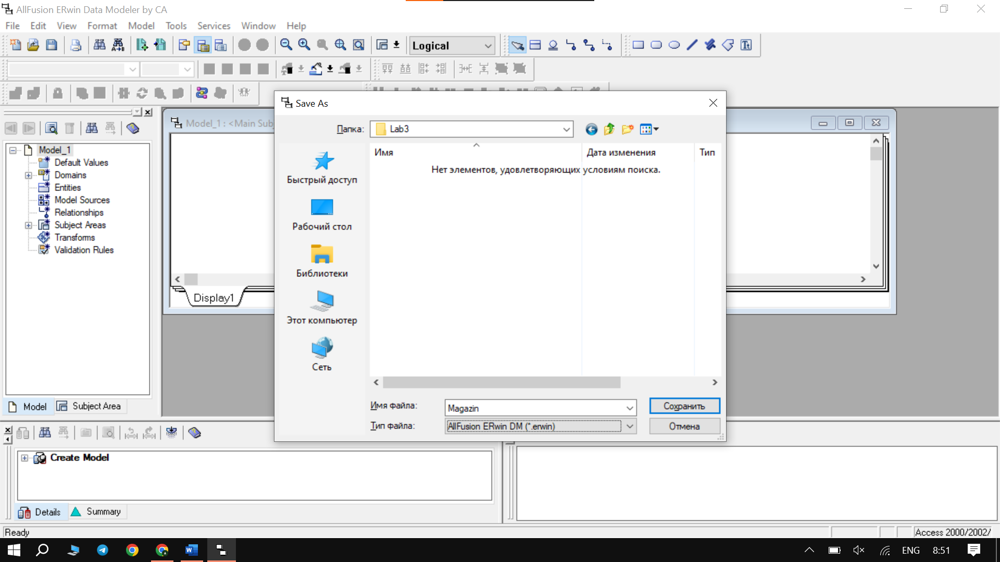 AllFusion ERwin Data Modeler by CA
File Edit View Format Model Tools Services Window Help
Logical
Model_1 : <Main Sub
Model_1
Default Values
Domains
Entities
Model Sources
Relationships
Subject Areas
Transforms
Validation Rules
Model Subject Area
Display1
Save As
Папка: Lab3
Имя Дата изменения Тип
Нет элементов, удовлетворяющих условиям поиска.
Быстрый доступ
Рабочий стол
Библиотеки
Этот компьютер
Сеть
Имя файла: Magazin Сохранить
Тип файла: AllFusion ERwin DM (*.erwin) Отмена
Create Model
Details Summary
Ready Access 2000/2002/
ENG 8:51